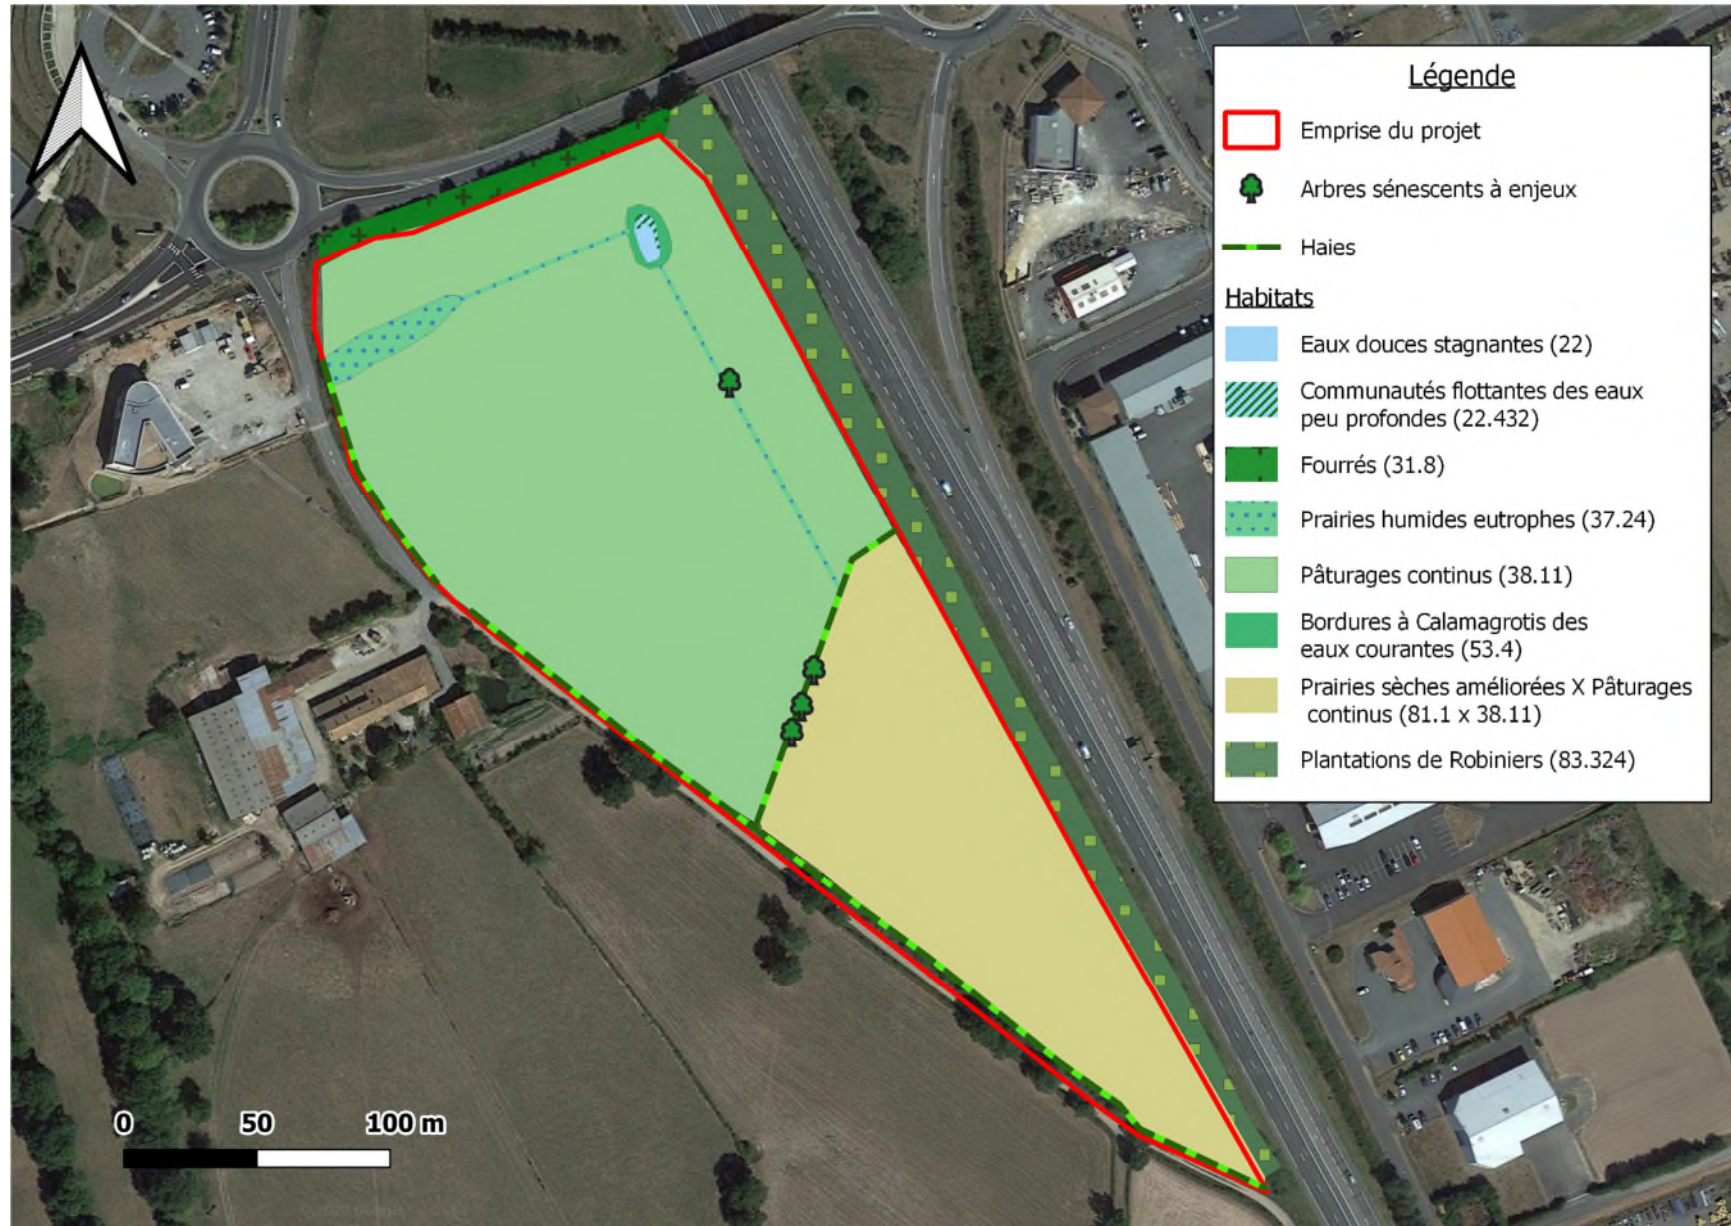 Légende
Emprise du projet
Arbres sénescents à enjeux
Haies
Habitats
Eaux douces stagnantes (22)
Communautés flottantes des eaux
peu profondes (22.432)
Fourrés (31.8)
Prairies humides eutrophes (37.24)
Pâturages continus (38.11)
Bordures à Calamagrotis des
eaux courantes (53.4)
Prairies sèches améliorées X Pâturages
continus (81.1 x 38.11)
Plantations de Robiniers (83.324)
0 50 100 m